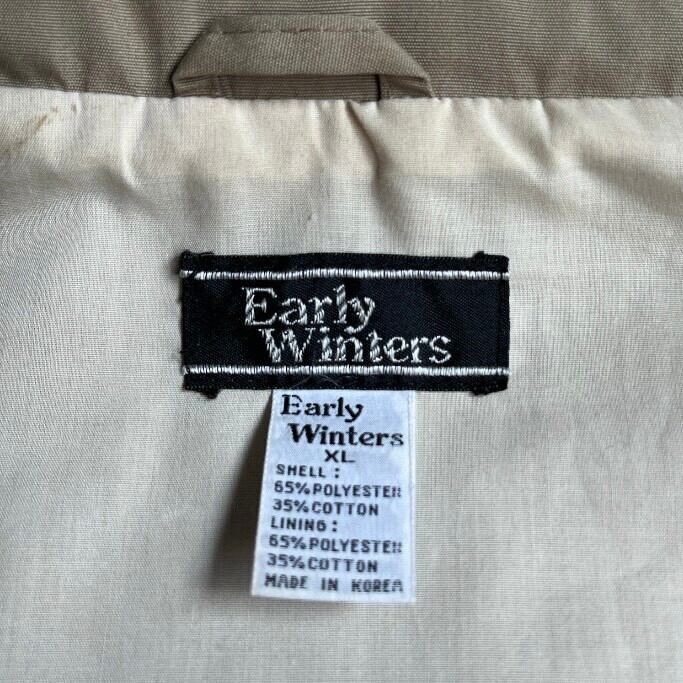 Early
Winters
Early
Winters
XL
SHELL:
65%POLYESTER
35%COTTON
LINING:
65%POLYESTER
35%COTTON
MADE IN KOREA